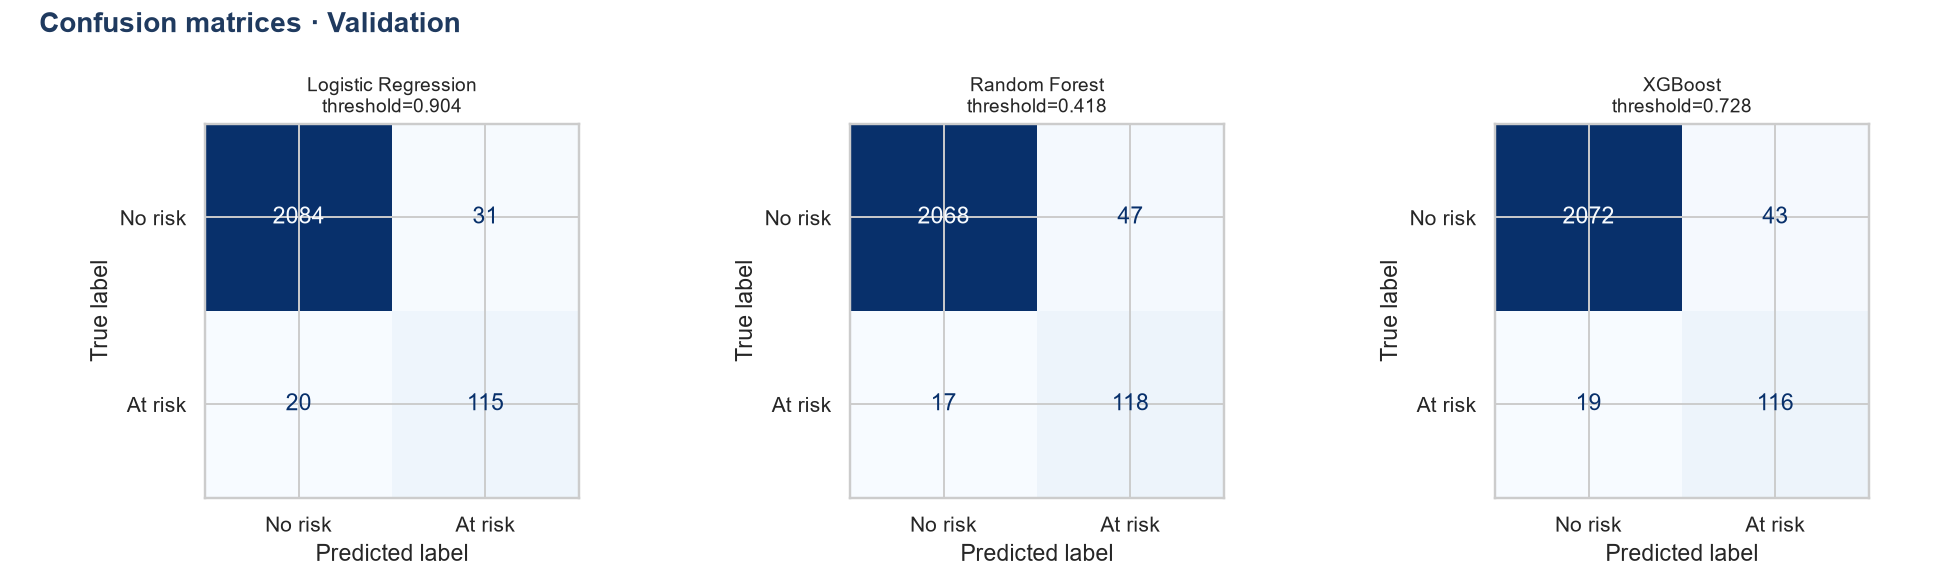 Confusion matrices · Validation
Logistic Regression
threshold=0.904
No risk
2084
31
At risk
20
115
True label
No risk
At risk
Predicted label
Random Forest
threshold=0.418
No risk
2068
47
At risk
17
118
True label
No risk
At risk
Predicted label
XGBoost
threshold=0.728
No risk
2072
43
At risk
19
116
True label
No risk
At risk
Predicted label